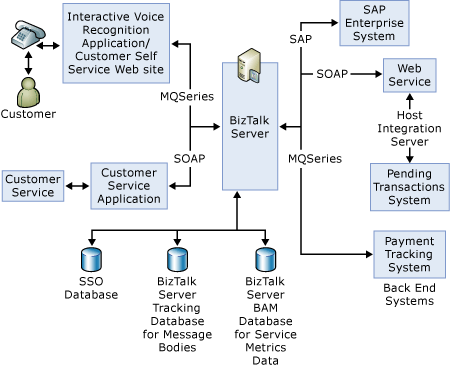 Interactive Voice
Recognition
Application/
Customer Self
Service Web site
Customer
MQSeries
SOAP
Customer
Service
Customer
Service
Application
BizTalk
Server
SAP
SOAP
MQSeries
SAP
Enterprise
System
Web
Service
Host
Integration
Server
Pending
Transactions
System
Payment
Tracking
System
Back End
Systems
SSO
Database
BizTalk
Server
Tracking
Database
for Message
Bodies
BizTalk
Server
BAM
Database
for Service
Metrics
Data